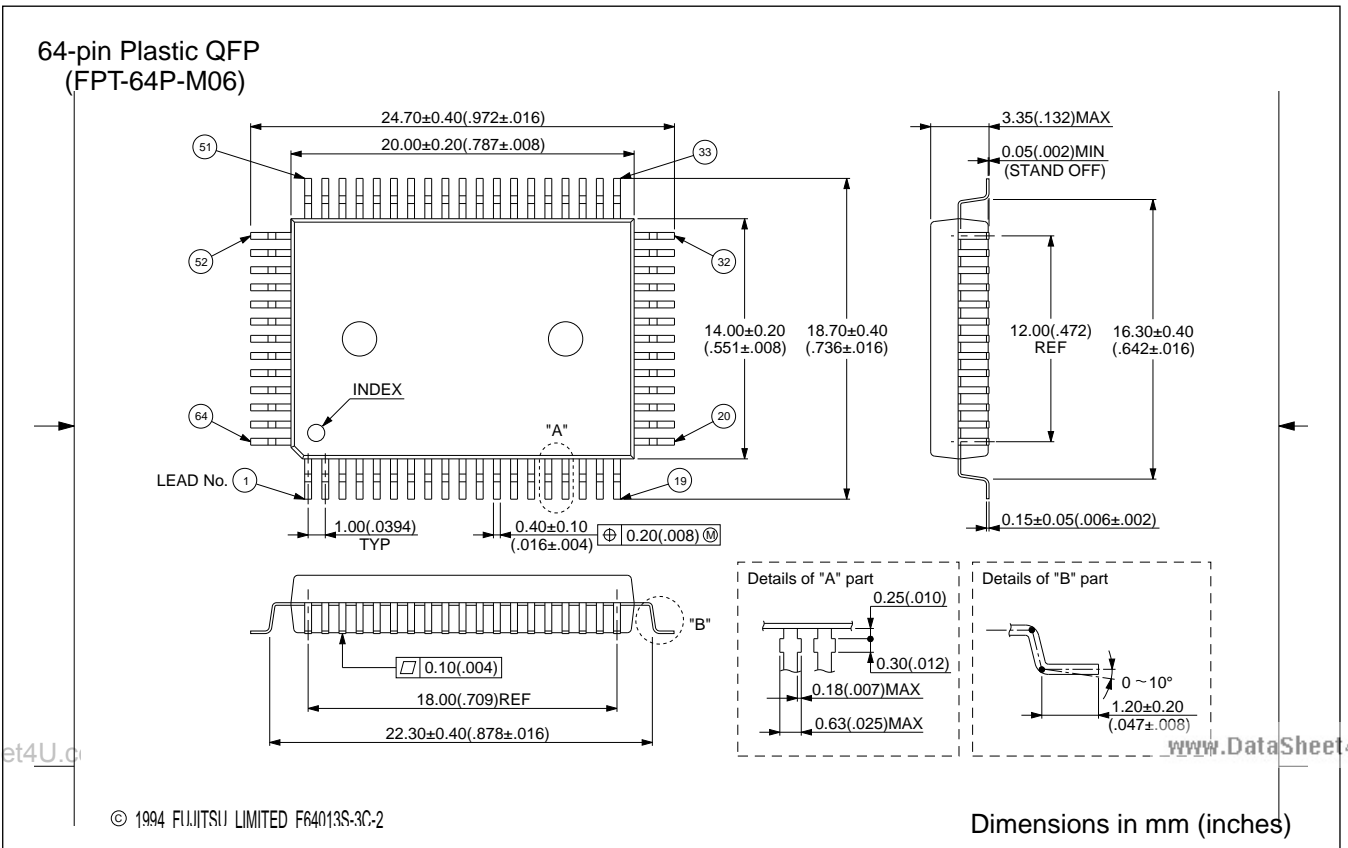 64-pin Plastic QFP
(FPT-64P-M06)
24.70±0.40(.972±.016)
20.00±0.20(.787±.008)
51
33
52
32
14.00±0.20
(.551±.008)
18.70±0.40
(.736±.016)
INDEX
64
20
"A"
LEAD No. 1
19
1.00(.0394)
TYP
0.40±0.10
(.016±.004)
⌖ 0.20(.008) Ⓜ
3.35(.132)MAX
0.05(.002)MIN
(STAND OFF)
12.00(.472)
REF
16.30±0.40
(.642±.016)
0.15±0.05(.006±.002)
"B"
⏥ 0.10(.004)
18.00(.709)REF
22.30±0.40(.878±.016)
Details of "A" part
0.25(.010)
0.30(.012)
0.18(.007)MAX
0.63(.025)MAX
Details of "B" part
0 ~10°
1.20±0.20
(.047±.008)
et4U.c
www.DataSheet4
© 1994 FUJITSU LIMITED F64013S-3C-2
Dimensions in mm (inches)